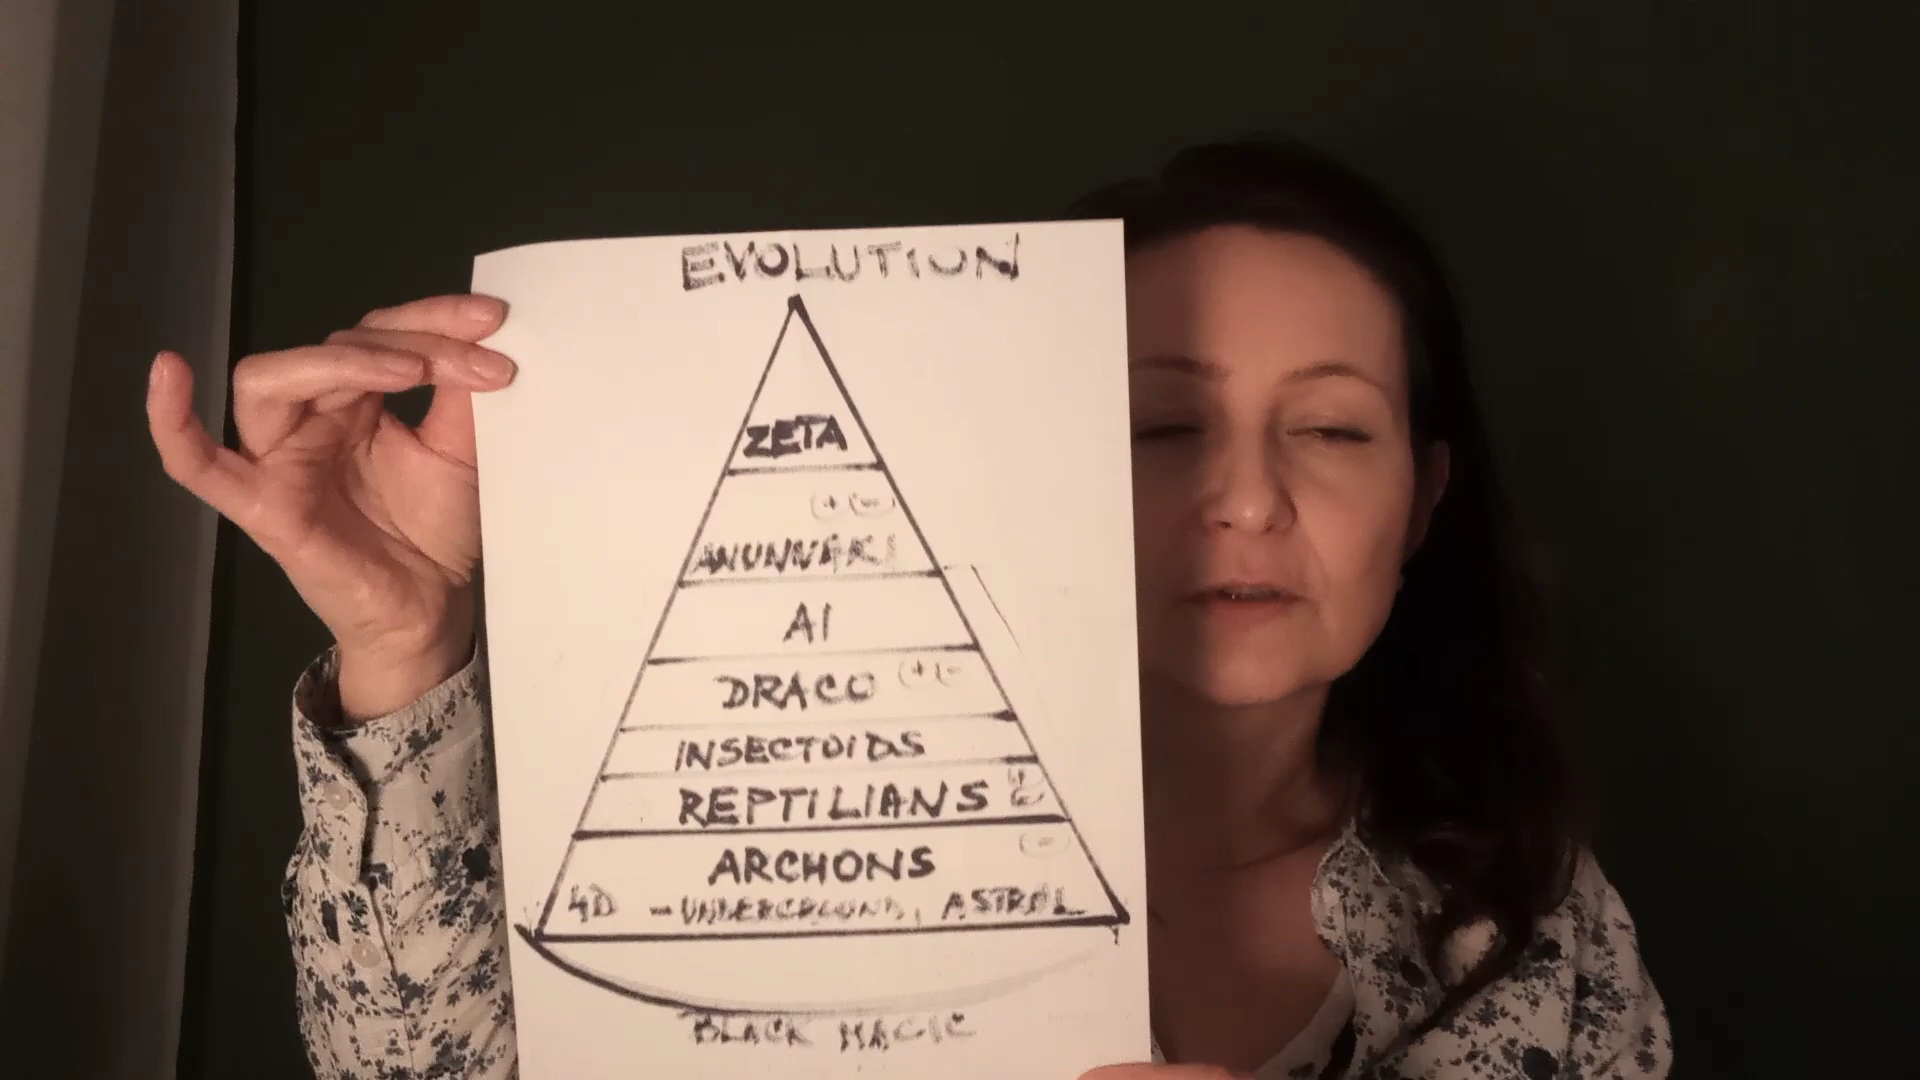 EVOLUTION
ZETA
(+) (-)
ANUNNAKI
AI
DRACO (+) (-
INSECTOIDS
REPTILIANS
(-)
ARCHONS
4D - UNDERGROUND, ASTRAL
BLACK MAGIC